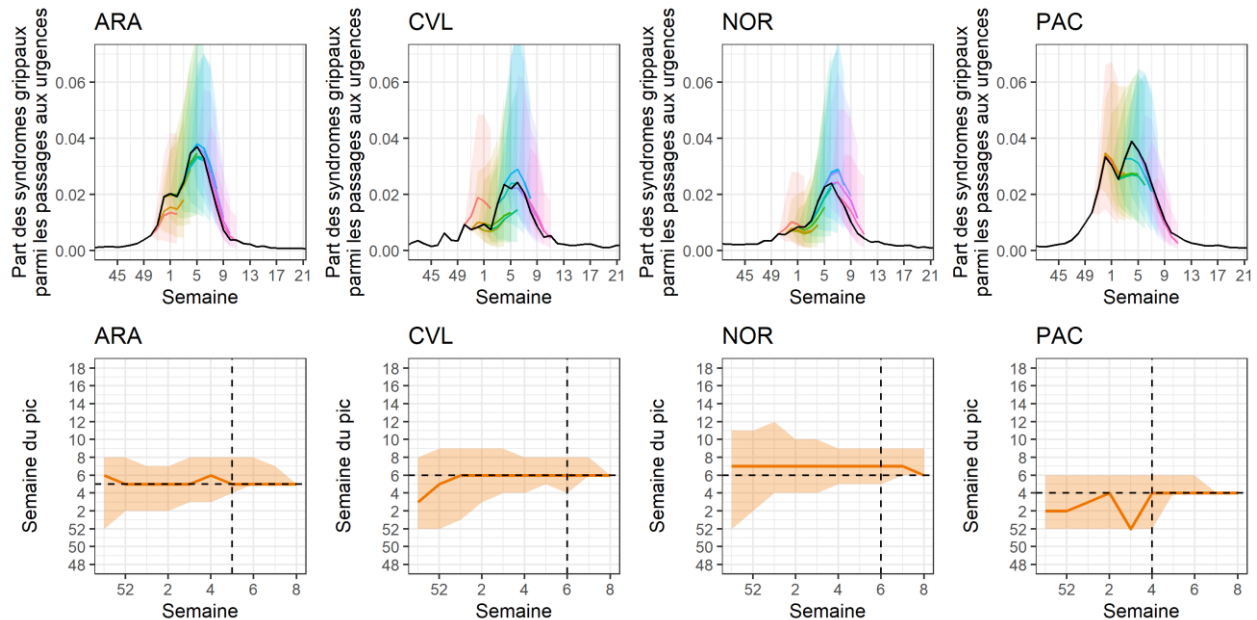 ARA
CVL
NOR
PAC
Part des syndromes grippaux
parmi les passages aux urgences
0.06
0.04
0.02
0.00
45 49 1 5 9 13 17 21
Semaine
Part des syndromes grippaux
parmi les passages aux urgences
0.06
0.04
0.02
0.00
45 49 1 5 9 13 17 21
Semaine
Part des syndromes grippaux
parmi les passages aux urgences
0.06
0.04
0.02
0.00
45 49 1 5 9 13 17 21
Semaine
Part des syndromes grippaux
parmi les passages aux urgences
0.06
0.04
0.02
0.00
45 49 1 5 9 13 17 21
Semaine
ARA
CVL
NOR
PAC
Semaine du pic
18
16
14
12
10
8
6
4
2
52
50
48
52 2 4 6 8
Semaine
Semaine du pic
18
16
14
12
10
8
6
4
2
52
50
48
52 2 4 6 8
Semaine
Semaine du pic
18
16
14
12
10
8
6
4
2
52
50
48
52 2 4 6 8
Semaine
Semaine du pic
18
16
14
12
10
8
6
4
2
52
50
48
52 2 4 6 8
Semaine